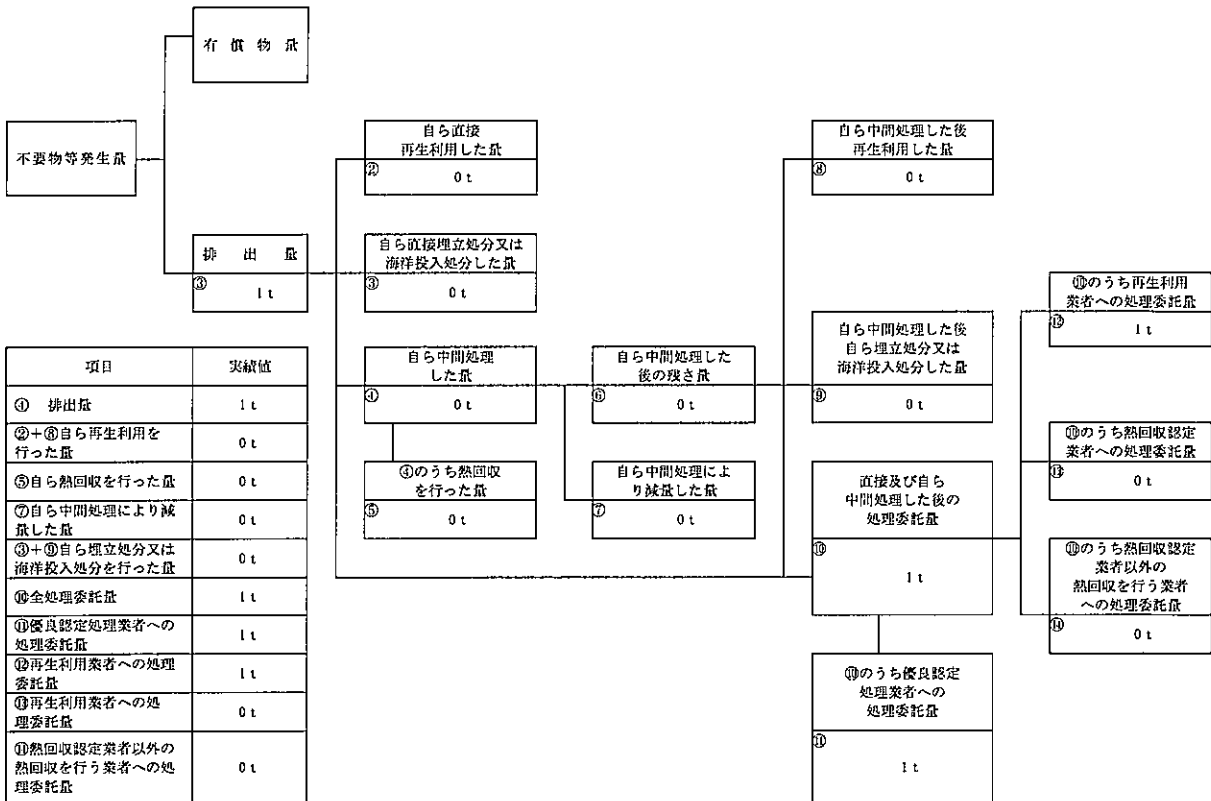 有償物量
不要物等発生量
排出量
③
1 t
自ら直接
再生利用した量
②
0 t
自ら直接埋立処分又は
海洋投入処分した量
③
0 t
自ら中間処理
した量
④
0 t
④のうち熱回収
を行った量
⑤
0 t
自ら中間処理した
後の残さ量
⑥
0 t
自ら中間処理によ
り減量した量
⑦
0 t
自ら中間処理した後
再生利用した量
⑧
0 t
自ら中間処理した後
自ら埋立処分又は
海洋投入処分した量
⑨
0 t
直接及び自ら
中間処理した後の
処理委託量
⑩
1 t
⑩のうち優良認定
処理業者への
処理委託量
⑪
1 t
⑩のうち再生利用
業者への処理委託量
⑫
1 t
⑩のうち熱回収認定
業者への処理委託量
⑬
0 t
⑩のうち熱回収認定
業者以外の
熱回収を行う業者
への処理委託量
⑭
0 t
項目 実績値
① 排出量 1 t
②+⑧自ら再生利用を
行った量 0 t
⑤自ら熱回収を行った量 0 t
⑦自ら中間処理により減
量した量 0 t
③+⑨自ら埋立処分又は
海洋投入処分を行った量 0 t
⑩全処理委託量 1 t
⑪優良認定処理業者への
処理委託量 1 t
⑫再生利用業者への処理
委託量 1 t
⑬再生利用業者への処
理委託量 0 t
⑪熱回収認定業者以外の
熱回収を行う業者への処
理委託量 0 t